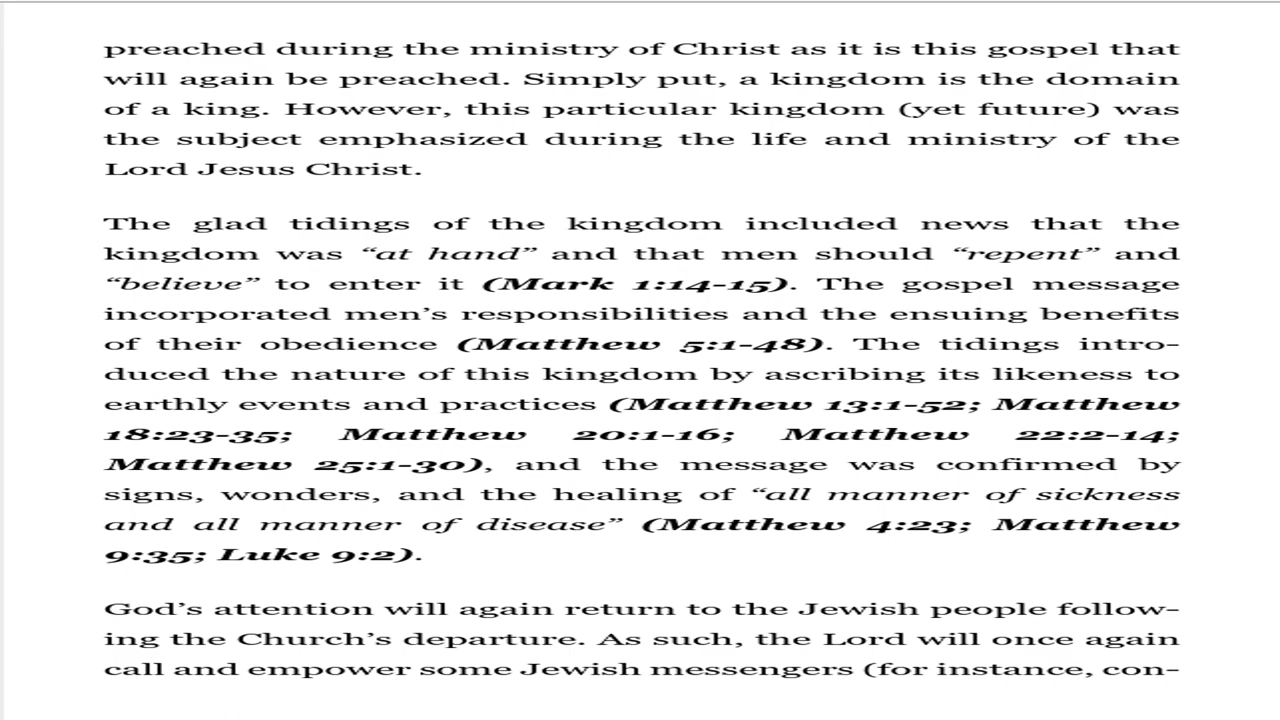 preached during the ministry of Christ as it is this gospel that
will again be preached. Simply put, a kingdom is the domain
of a king. However, this particular kingdom (yet future) was
the subject emphasized during the life and ministry of the
Lord Jesus Christ.
The glad tidings of the kingdom included news that the
kingdom was “at hand” and that men should “repent” and
“believe” to enter it (Mark 1:14-15). The gospel message
incorporated men’s responsibilities and the ensuing benefits
of their obedience (Matthew 5:1-48). The tidings intro-
duced the nature of this kingdom by ascribing its likeness to
earthly events and practices (Matthew 13:1-52; Matthew
18:23-35; Matthew 20:1-16; Matthew 22:2-14;
Matthew 25:1-30), and the message was confirmed by
signs, wonders, and the healing of “all manner of sickness
and all manner of disease” (Matthew 4:23; Matthew
9:35; Luke 9:2).
God’s attention will again return to the Jewish people follow-
ing the Church’s departure. As such, the Lord will once again
call and empower some Jewish messengers (for instance, con-